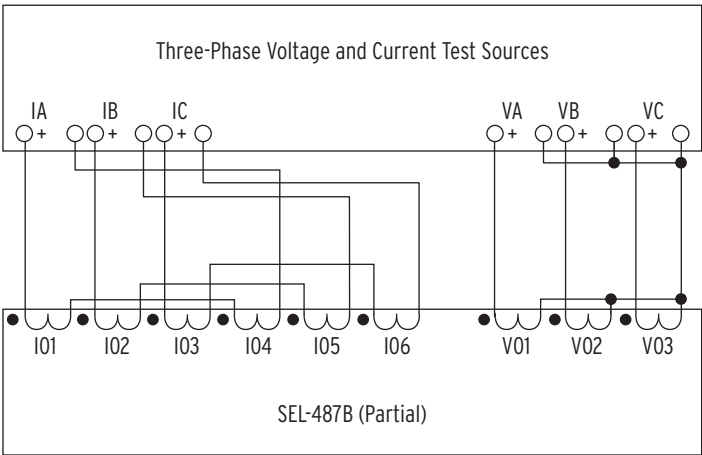 Three-Phase Voltage and Current Test Sources
IA IB IC VA VB VC
+ + + + + +
I01 I02 I03 I04 I05 I06 V01 V02 V03
SEL-487B (Partial)